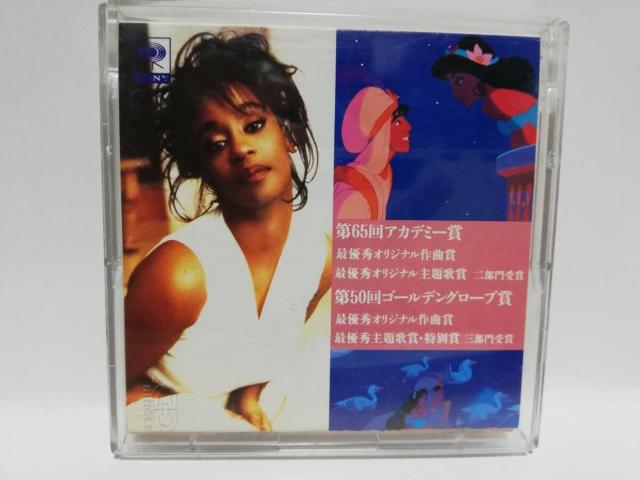 SONY
第65回アカデミー賞
最優秀オリジナル作曲賞
最優秀オリジナル主題歌賞 二部門受賞
第50回ゴールデングローブ賞
最優秀オリジナル作曲賞
最優秀主題歌賞・特別賞 三部門受賞